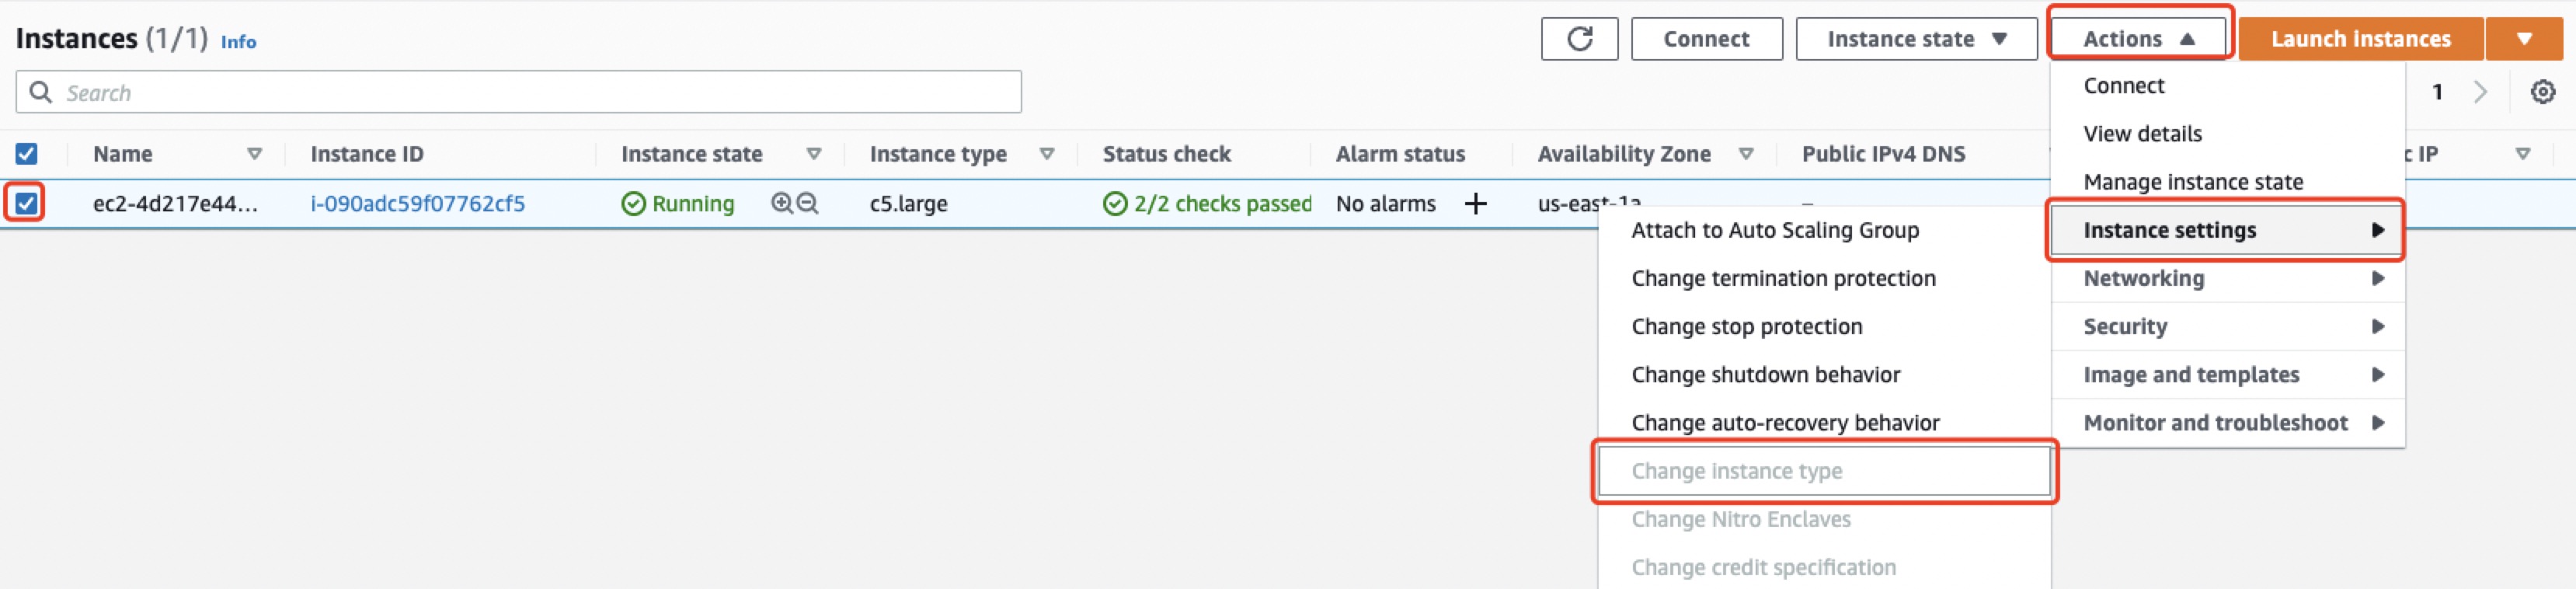 Instances (1/1) Info
Connect
Instance state
Actions
Launch instances
Search
1
Name Instance ID Instance state Instance type Status check Alarm status Availability Zone Public IPv4 DNS c IP
ec2-4d217e44... i-090adc59f07762cf5 Running c5.large 2/2 checks passed No alarms + us-east-1a –
Connect
View details
Manage instance state
Instance settings
Networking
Security
Image and templates
Monitor and troubleshoot
Attach to Auto Scaling Group
Change termination protection
Change stop protection
Change shutdown behavior
Change auto-recovery behavior
Change instance type
Change Nitro Enclaves
Change credit specification